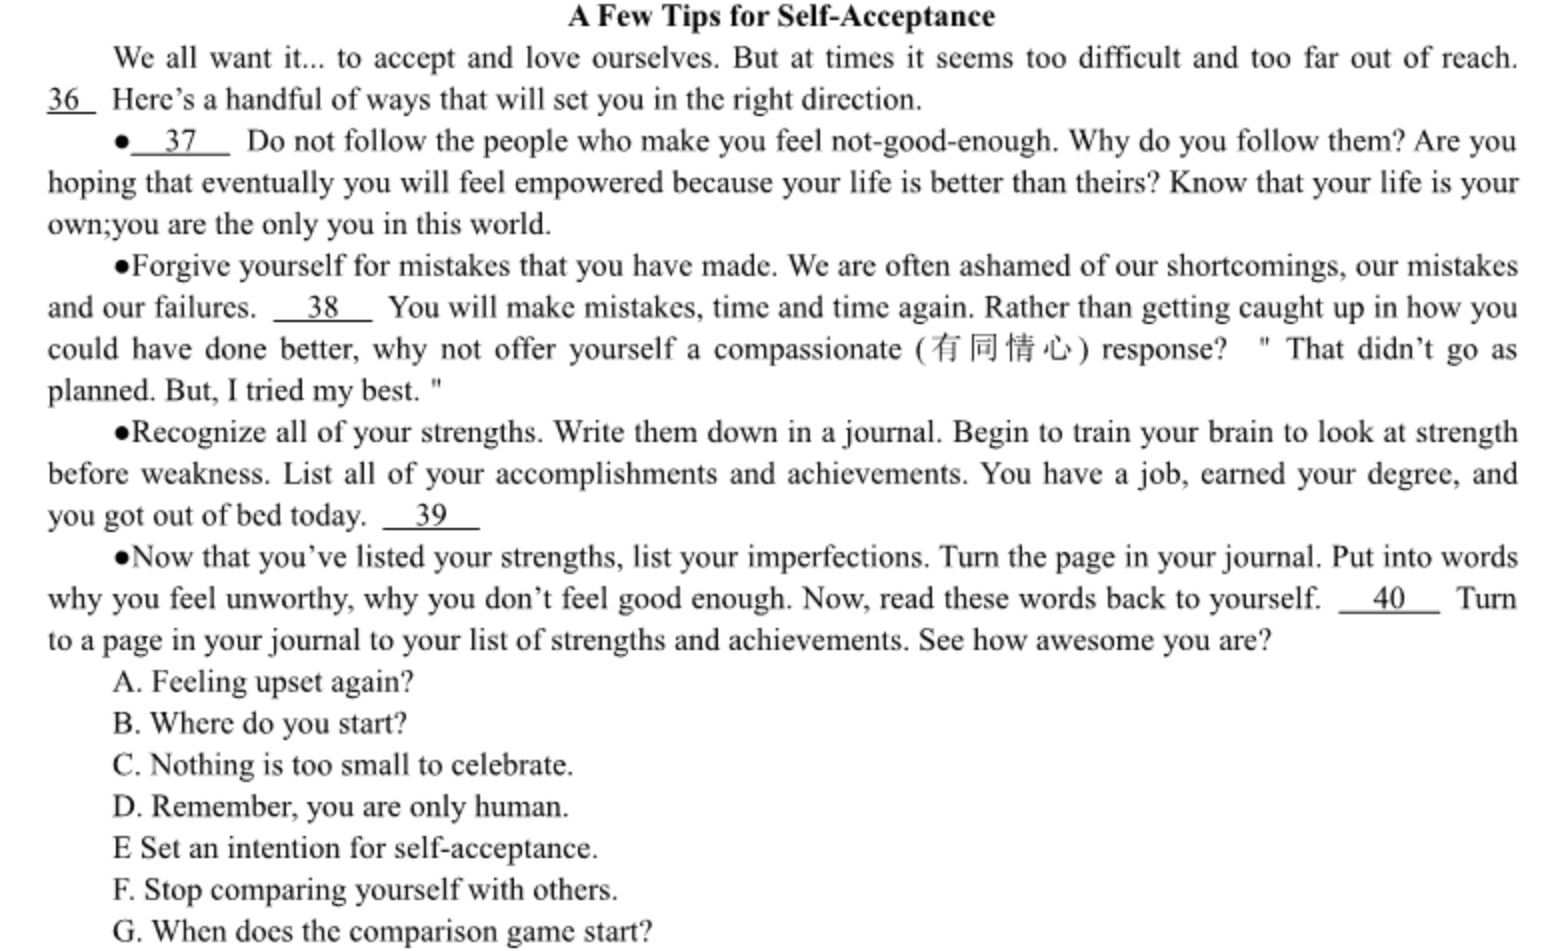 A Few Tips for Self-Acceptance
We all want it... to accept and love ourselves. But at times it seems too difficult and too far out of reach.
36 Here's a handful of ways that will set you in the right direction.
● 37 Do not follow the people who make you feel not-good-enough. Why do you follow them? Are you
hoping that eventually you will feel empowered because your life is better than theirs? Know that your life is your
own;you are the only you in this world.
●Forgive yourself for mistakes that you have made. We are often ashamed of our shortcomings, our mistakes
and our failures. 38 You will make mistakes, time and time again. Rather than getting caught up in how you
could have done better, why not offer yourself a compassionate (有同情心) response? " That didn't go as
planned. But, I tried my best. "
●Recognize all of your strengths. Write them down in a journal. Begin to train your brain to look at strength
before weakness. List all of your accomplishments and achievements. You have a job, earned your degree, and
you got out of bed today. 39
●Now that you've listed your strengths, list your imperfections. Turn the page in your journal. Put into words
why you feel unworthy, why you don't feel good enough. Now, read these words back to yourself. 40 Turn
to a page in your journal to your list of strengths and achievements. See how awesome you are?
A. Feeling upset again?
B. Where do you start?
C. Nothing is too small to celebrate.
D. Remember, you are only human.
E Set an intention for self-acceptance.
F. Stop comparing yourself with others.
G. When does the comparison game start?